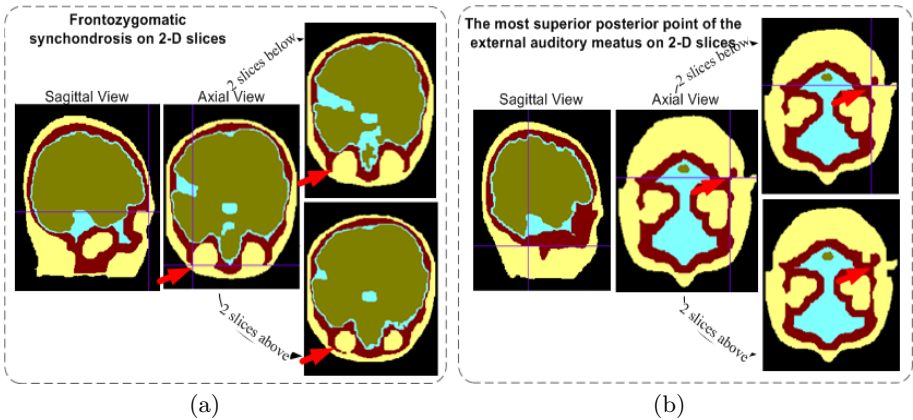 Frontozygomatic
synchondrosis on 2-D slices
2 slices below
Sagittal View
Axial View
2 slices above
(a)
The most superior posterior point of the
external auditory meatus on 2-D slices
2 slices below
Sagittal View
Axial View
2 slices above
(b)